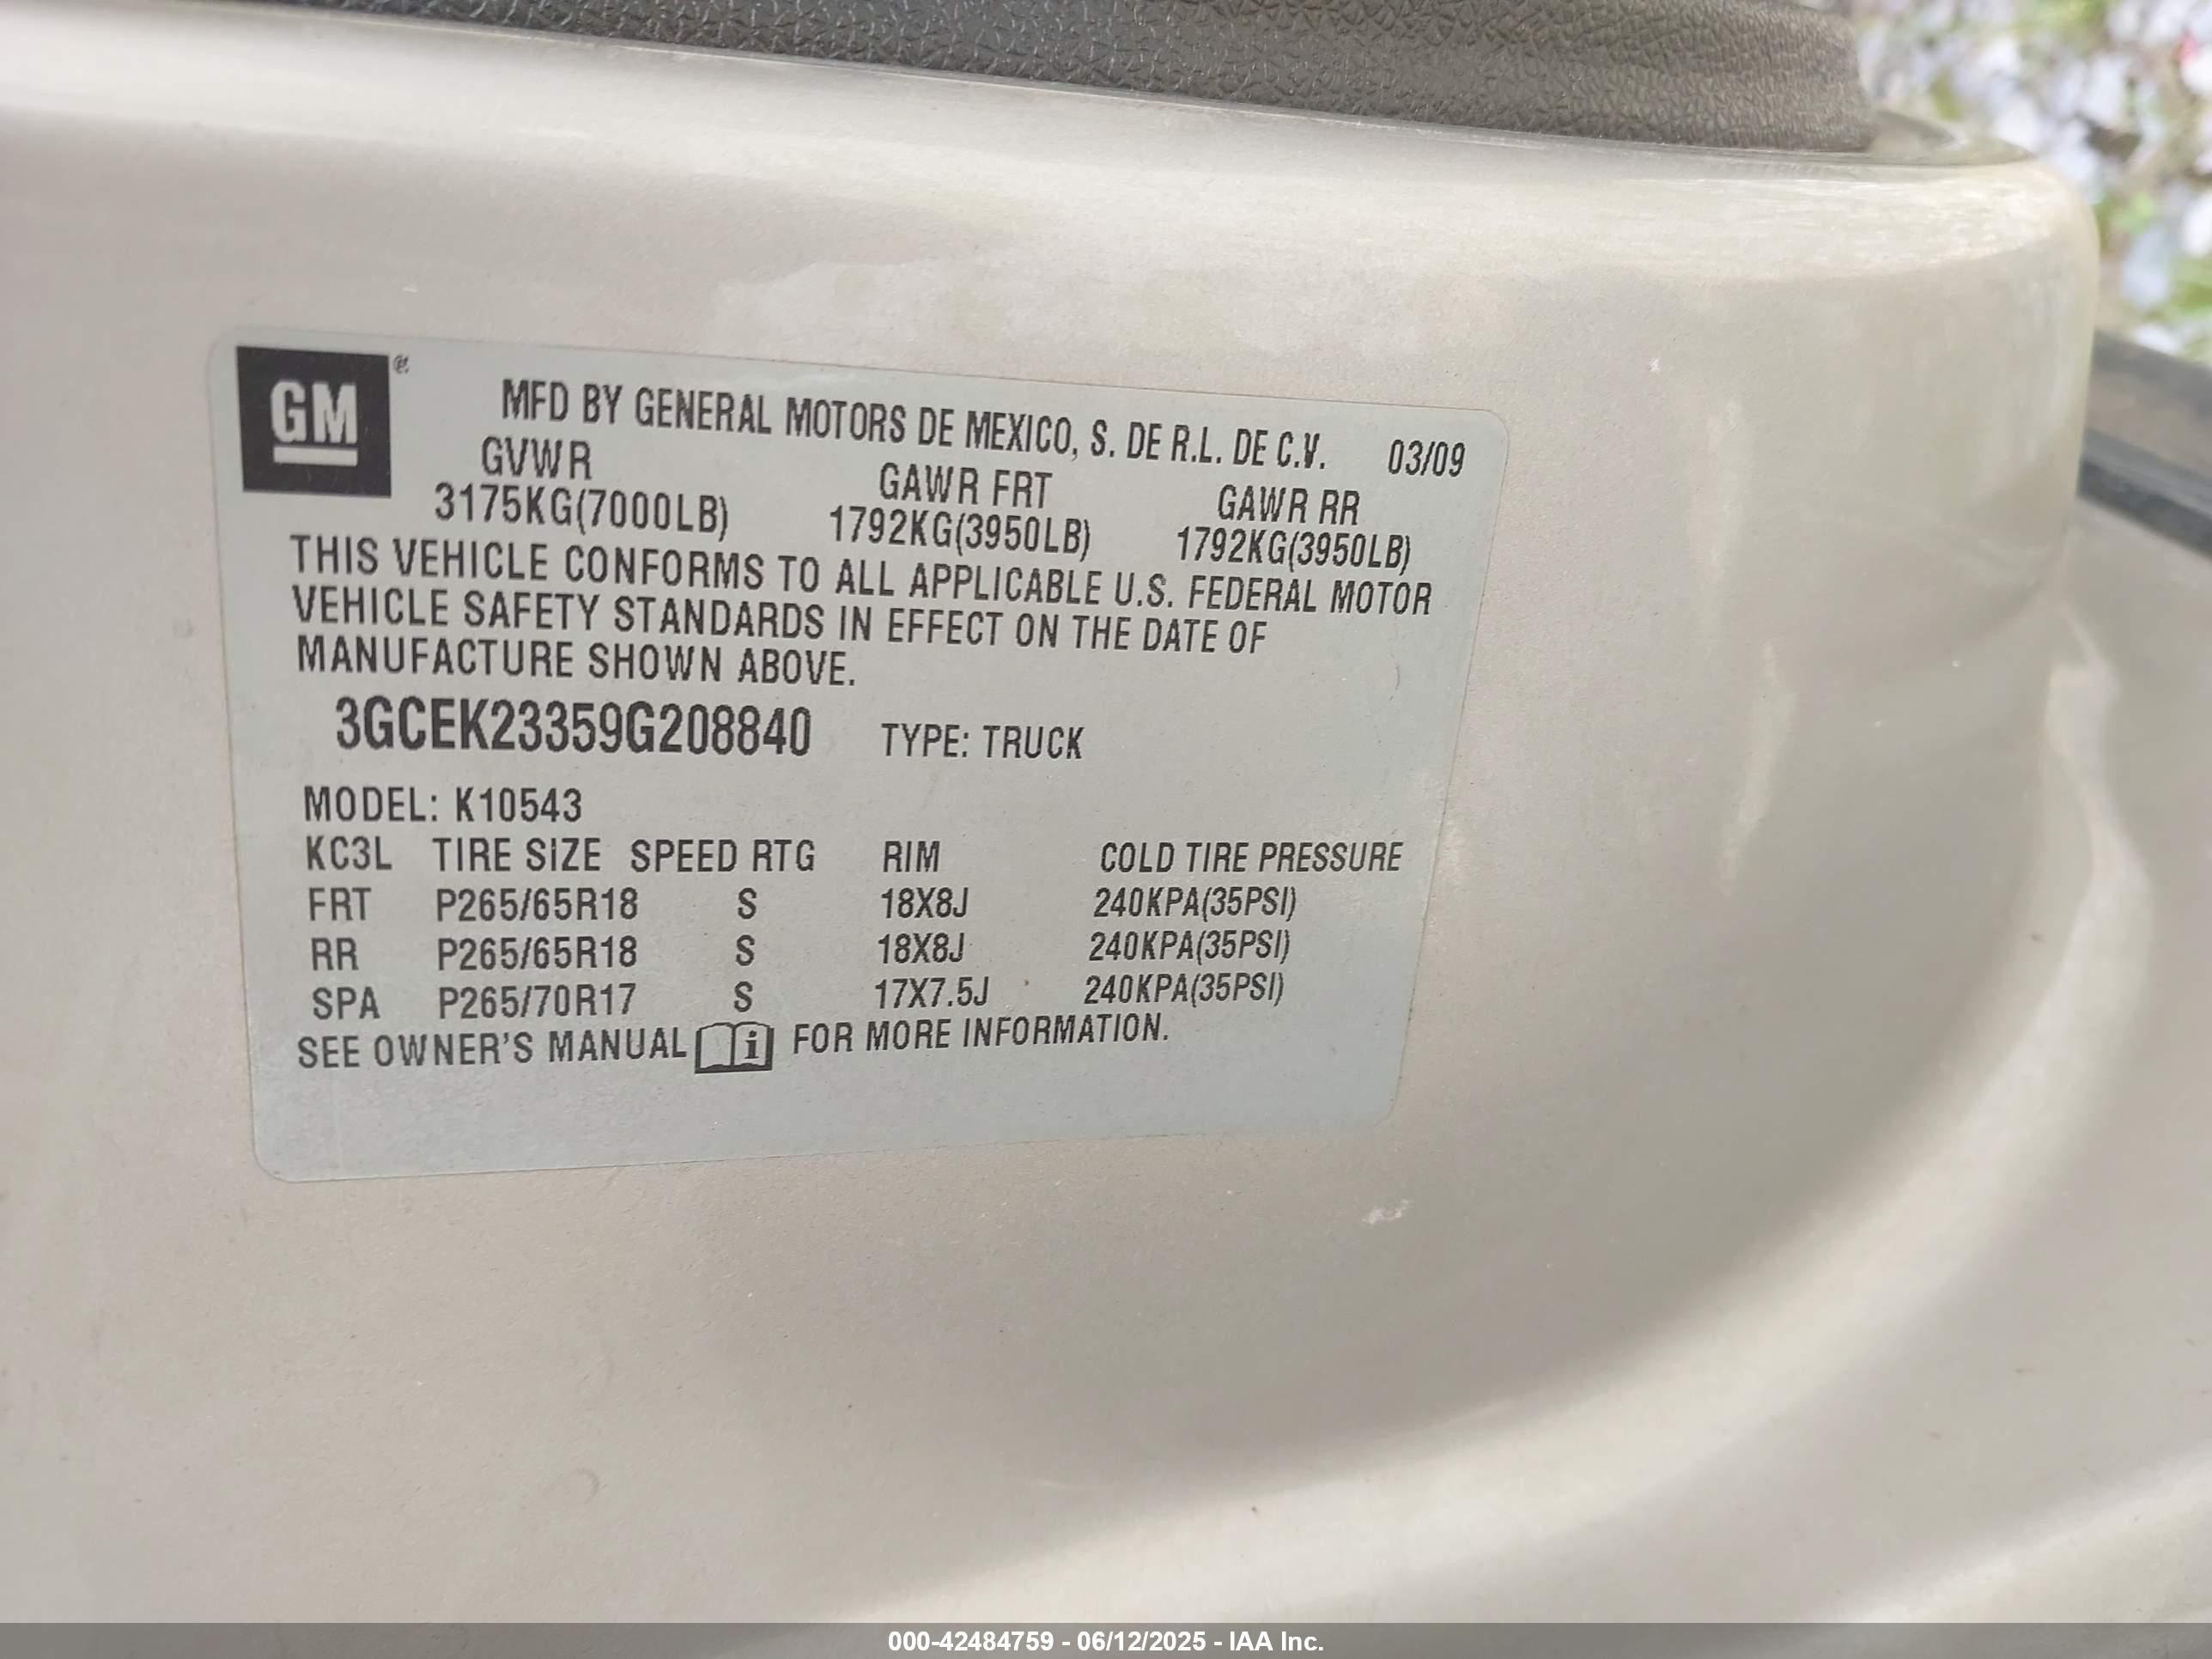 GM
MFD BY GENERAL MOTORS DE MEXICO, S. DE R.L. DE C.V. 03/09
GVWR GAWR FRT GAWR RR
3175KG(7000LB) 1792KG(3950LB) 1792KG(3950LB)
THIS VEHICLE CONFORMS TO ALL APPLICABLE U.S. FEDERAL MOTOR
VEHICLE SAFETY STANDARDS IN EFFECT ON THE DATE OF
MANUFACTURE SHOWN ABOVE.
3GCEK23359G208840 TYPE: TRUCK
MODEL: K10543
KC3L TIRE SIZE SPEED RTG RIM COLD TIRE PRESSURE
FRT P265/65R18 S 18X8J 240KPA(35PSI)
RR P265/65R18 S 18X8J 240KPA(35PSI)
SPA P265/70R17 S 17X7.5J 240KPA(35PSI)
SEE OWNER'S MANUAL i FOR MORE INFORMATION.
000-42484759 - 06/12/2025 - IAA Inc.